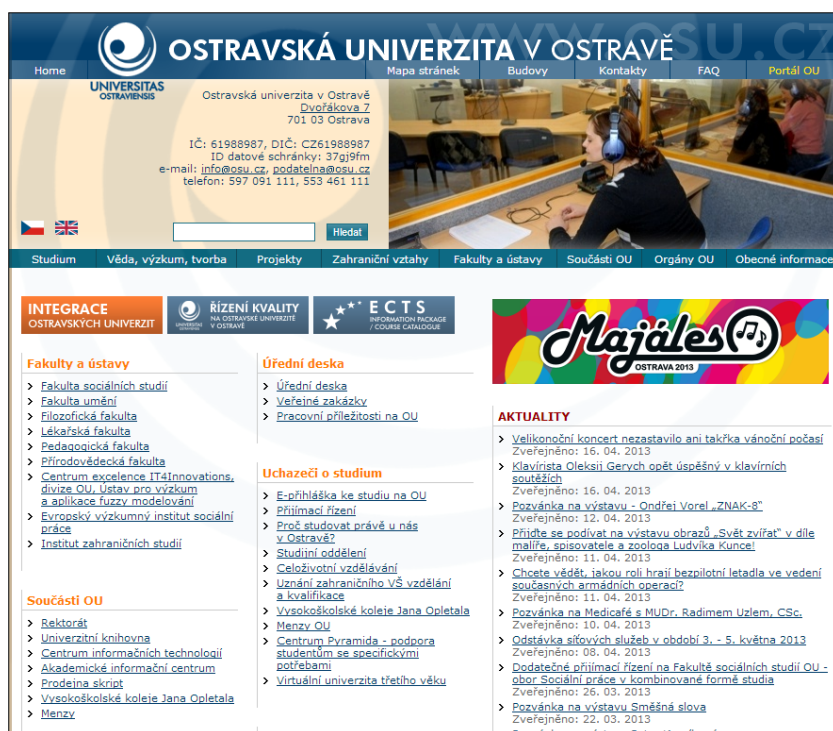 WWW.OSU.CZ
OSTRAVSKÁ UNIVERZITA V OSTRAVĚ
Home
Mapa stránek
Budovy
Kontakty
FAQ
Portál OU
UNIVERSITAS
OSTRAVIENSIS
Ostravská univerzita v Ostravě
Dvořákova 7
701 03 Ostrava
IČ: 61988987, DIČ: CZ61988987
ID datové schránky: 37gj9fm
e-mail: info@osu.cz, podatelna@osu.cz
telefon: 597 091 111, 553 461 111
Hledat
Studium
Věda, výzkum, tvorba
Projekty
Zahraniční vztahy
Fakulty a ústavy
Součásti OU
Orgány OU
Obecné informace
INTEGRACE
OSTRAVSKÝCH UNIVERZIT
ŘÍZENÍ KVALITY
NA OSTRAVSKÉ UNIVERZITĚ
V OSTRAVĚ
ECTS
INFORMATION PACKAGE
/ COURSE CATALOGUE
Majáles
OSTRAVA 2013
Fakulty a ústavy
Fakulta sociálních studií
Fakulta umění
Filozofická fakulta
Lékařská fakulta
Pedagogická fakulta
Přírodovědecká fakulta
Centrum excelence IT4Innovations,
divize OU, Ústav pro výzkum
a aplikace fuzzy modelování
Evropský výzkumný institut sociální
práce
Institut zahraničních studií
Součásti OU
Rektorát
Univerzitní knihovna
Centrum informačních technologií
Akademické informační centrum
Prodejna skript
Vysokoškolské koleje Jana Opletala
Menzy
Úřední deska
Úřední deska
Veřejné zakázky
Pracovní příležitosti na OU
Uchazeči o studium
E-přihláška ke studiu na OU
Přijímací řízení
Proč studovat právě u nás
v Ostravě?
Studijní oddělení
Celoživotní vzdělávání
Uznání zahraničního VŠ vzdělání
a kvalifikace
Vysokoškolské koleje Jana Opletala
Menzy OU
Centrum Pyramida - podpora
studentům se specifickými
potřebami
Virtuální univerzita třetího věku
AKTUALITY
Velikonoční koncert nezastavilo ani takřka vánoční počasí
Zveřejněno: 16. 04. 2013
Klavírista Oleksij Gerych opět úspěšný v klavírních
soutěžích
Zveřejněno: 16. 04. 2013
Pozvánka na výstavu - Ondřej Vorel „ZNAK-8“
Zveřejněno: 12. 04. 2013
Přijďte se podívat na výstavu obrazů „Svět zvířat“ v díle
malíře, spisovatele a zoologa Ludvíka Kunce!
Zveřejněno: 11. 04. 2013
Chcete vědět, jakou roli hrají bezpilotní letadla ve vedení
současných armádních operací?
Zveřejněno: 11. 04. 2013
Pozvánka na Medicafé s MUDr. Radimem Uzlem, CSc.
Zveřejněno: 10. 04. 2013
Odstávka síťových služeb v období 3. - 5. května 2013
Zveřejněno: 08. 04. 2013
Dodatečné přijímací řízení na Fakultě sociálních studií OU -
obor Sociální práce v kombinované formě studia
Zveřejněno: 26. 03. 2013
Pozvánka na výstavu Směšná slova
Zveřejněno: 22. 03. 2013